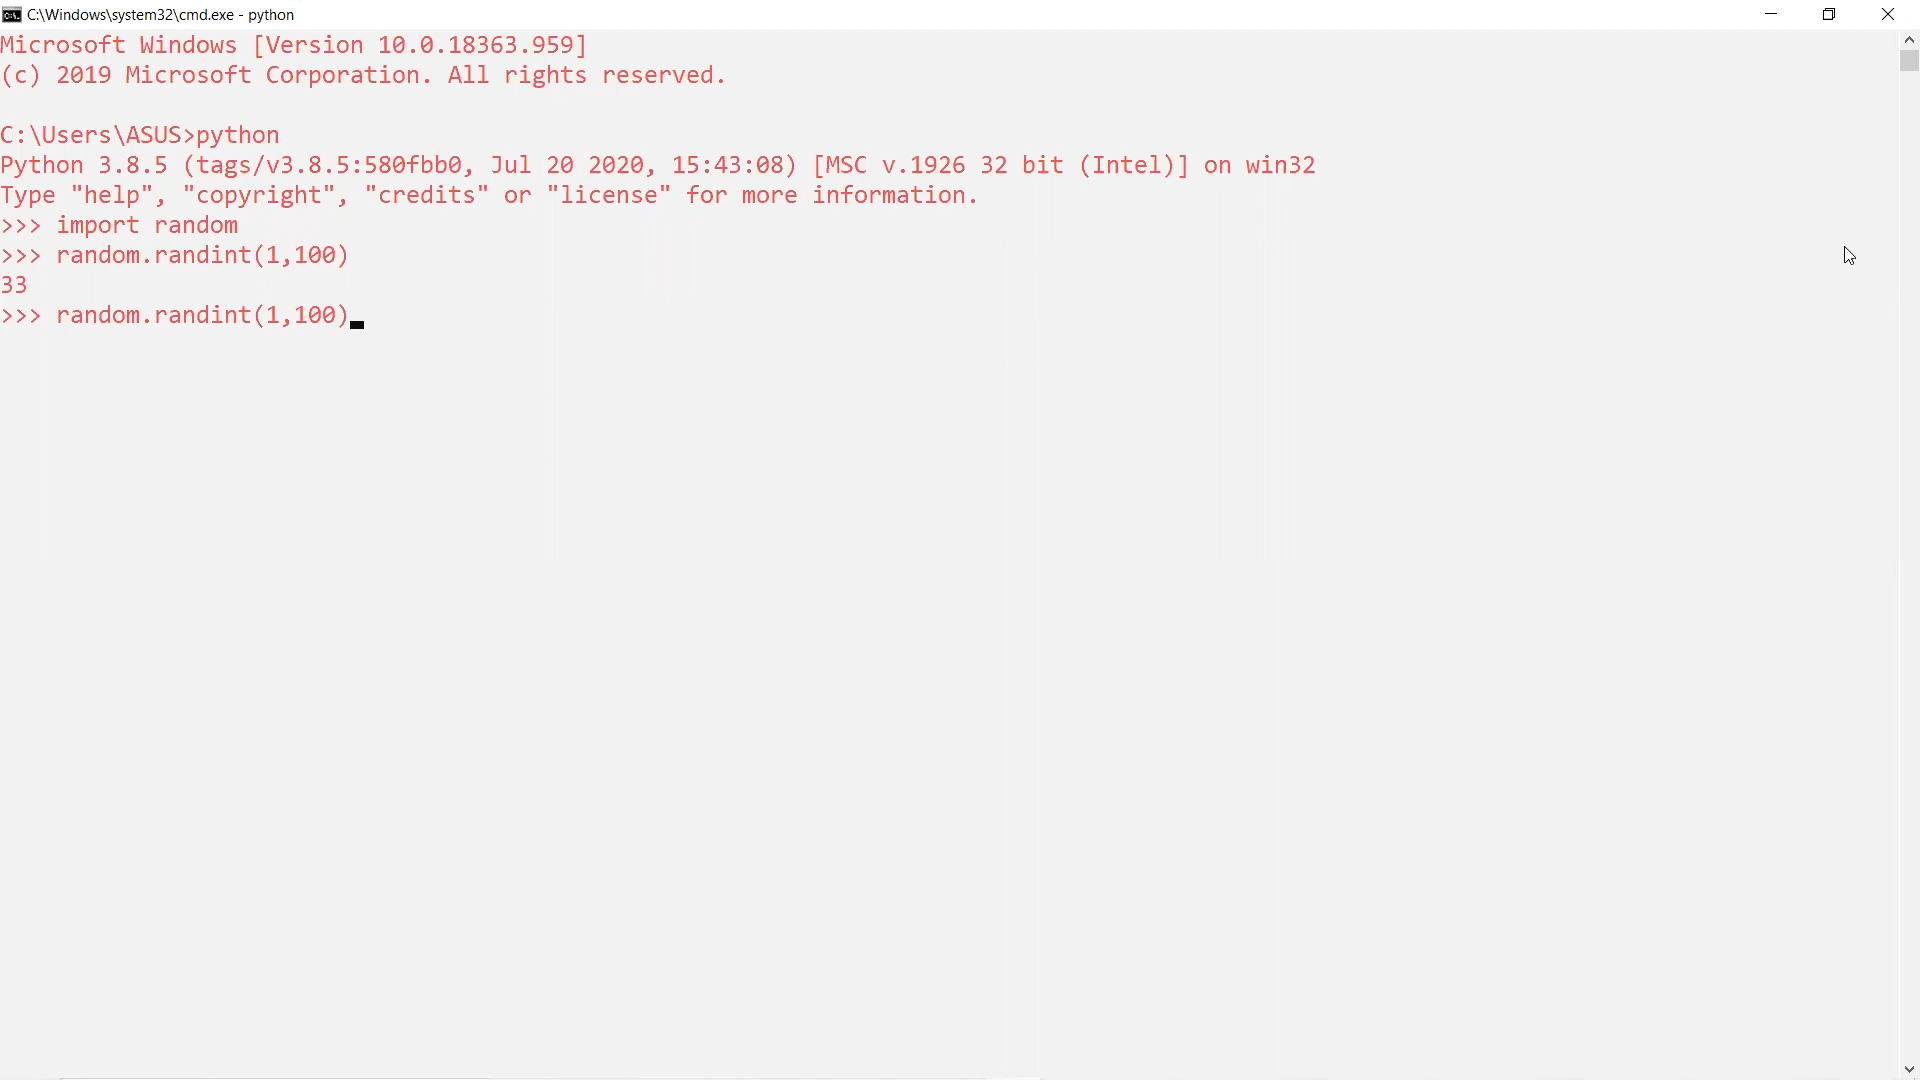 C:\Windows\system32\cmd.exe - python
Microsoft Windows [Version 10.0.18363.959]
(c) 2019 Microsoft Corporation. All rights reserved.
C:\Users\ASUS>python
Python 3.8.5 (tags/v3.8.5:580fbb0, Jul 20 2020, 15:43:08) [MSC v.1926 32 bit (Intel)] on win32
Type "help", "copyright", "credits" or "license" for more information.
>>> import random
>>> random.randint(1,100)
33
>>> random.randint(1,100)